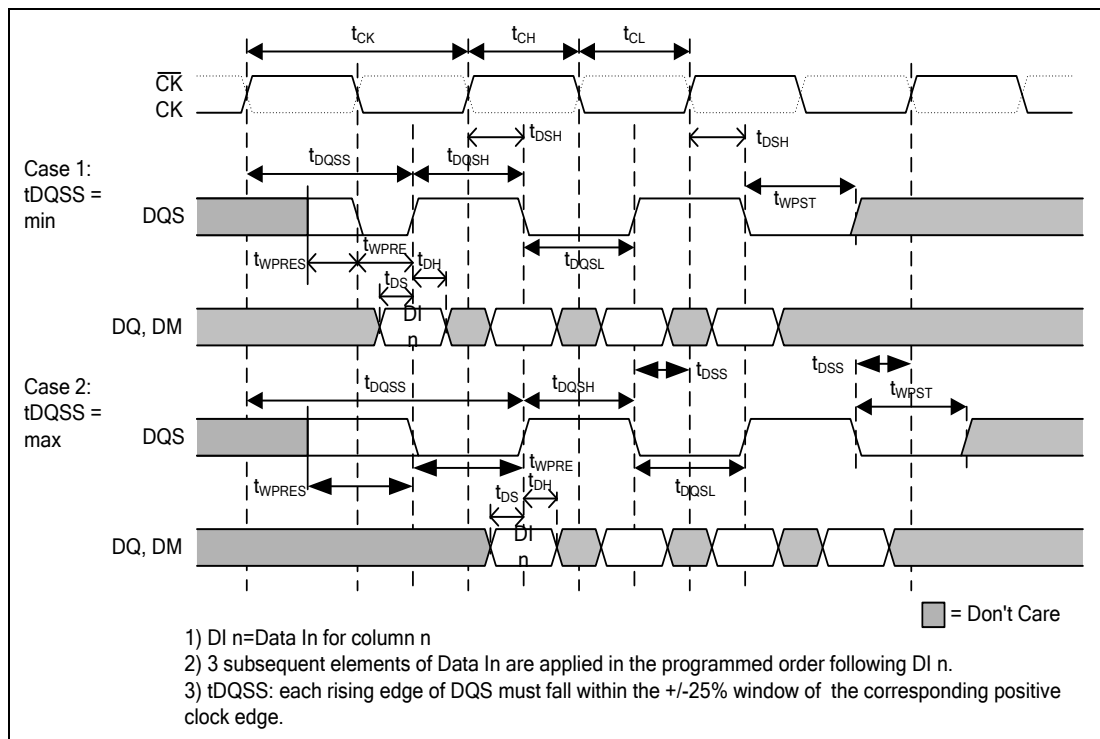 tCK
tCH
tCL
CK
CK
tDSH
tDSH
Case 1:
tDQSS =
min
tDQSS
tDQSH
tWPST
DQS
tWPRES
tWPRE
tDH
tDQSL
tDS
DQ, DM
DI
n
tDSS
tDSS
Case 2:
tDQSS =
max
tDQSS
tDQSH
tWPST
DQS
tWPRES
tWPRE
tDH
tDQSL
tDS
DQ, DM
DI
n
= Don't Care
1) DI n=Data In for column n
2) 3 subsequent elements of Data In are applied in the programmed order following DI n.
3) tDQSS: each rising edge of DQS must fall within the +/-25% window of the corresponding positive
clock edge.